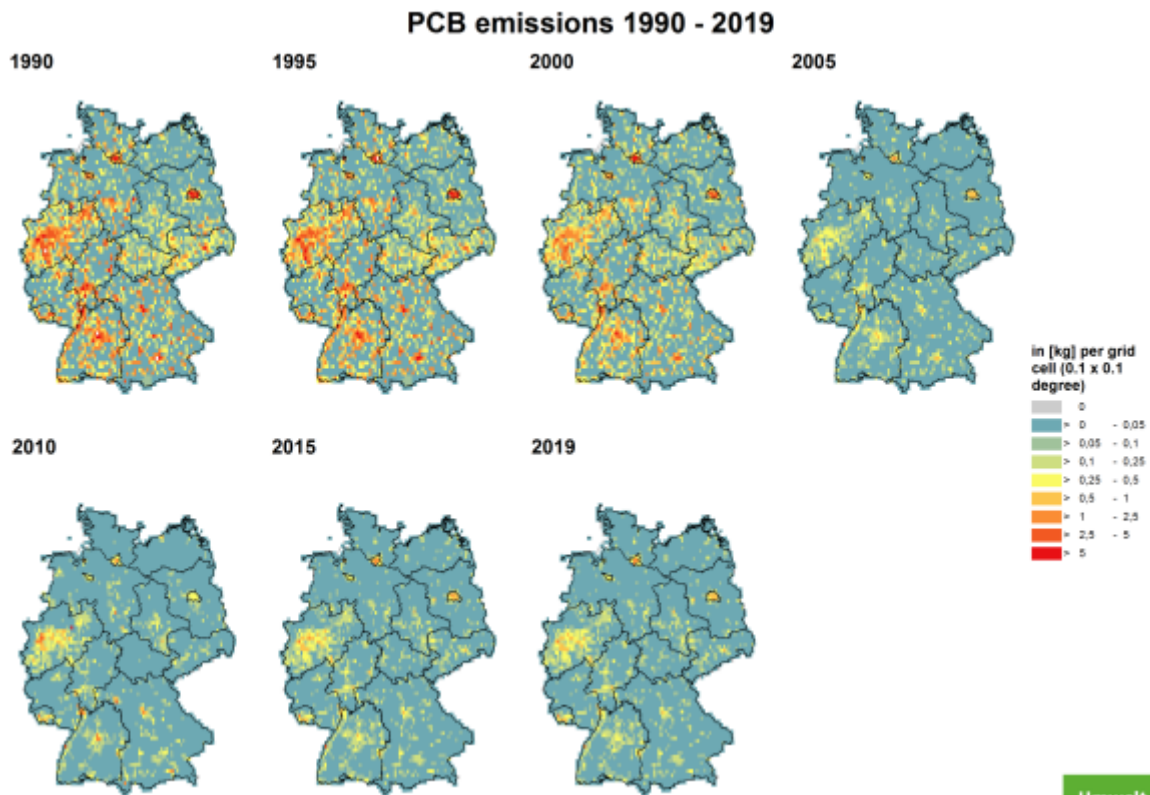 PCB emissions 1990 - 2019
1990
1995
2000
2005
in [kg] per grid
cell (0.1 x 0.1
degree)
0
> 0 - 0,05
> 0,05 - 0,1
> 0,1 - 0,25
> 0,25 - 0,5
> 0,5 - 1
> 1 - 2,5
> 2,5 - 5
> 5
2010
2015
2019